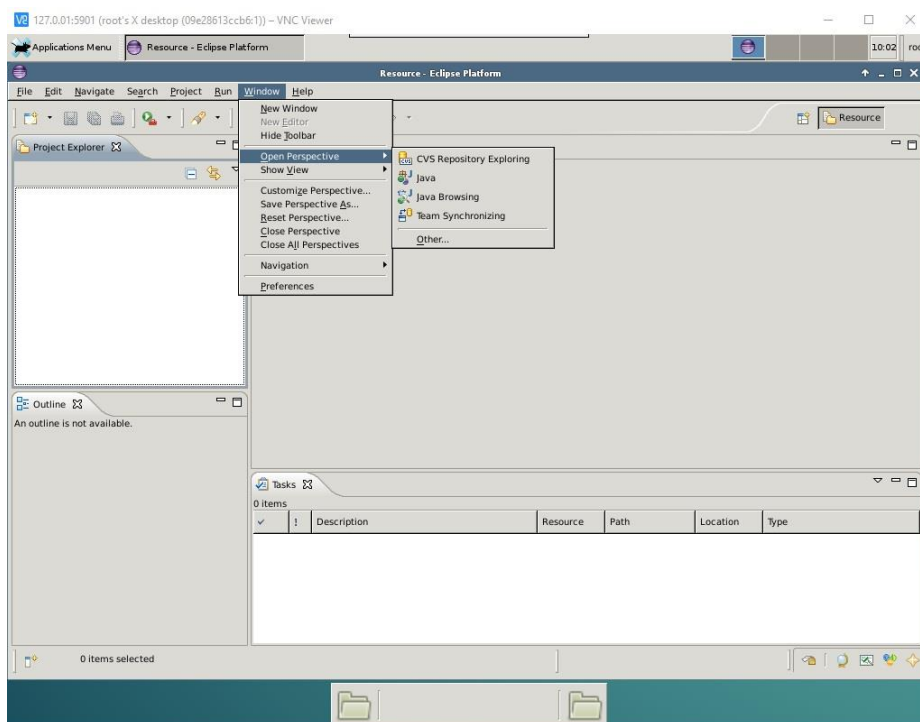 127.0.01:5901 (root's X desktop (09e28613ccb6:1)) – VNC Viewer
Applications Menu
Resource - Eclipse Platform
10:02
Resource - Eclipse Platform
File Edit Navigate Search Project Run Window Help
New Window
New Editor
Hide Toolbar
Open Perspective
Show View
Customize Perspective...
Save Perspective As...
Reset Perspective...
Close Perspective
Close All Perspectives
Navigation
Preferences
CVS Repository Exploring
Java
Java Browsing
Team Synchronizing
Other...
Resource
Project Explorer
Outline
An outline is not available.
Tasks
0 items
! Description Resource Path Location Type
0 items selected